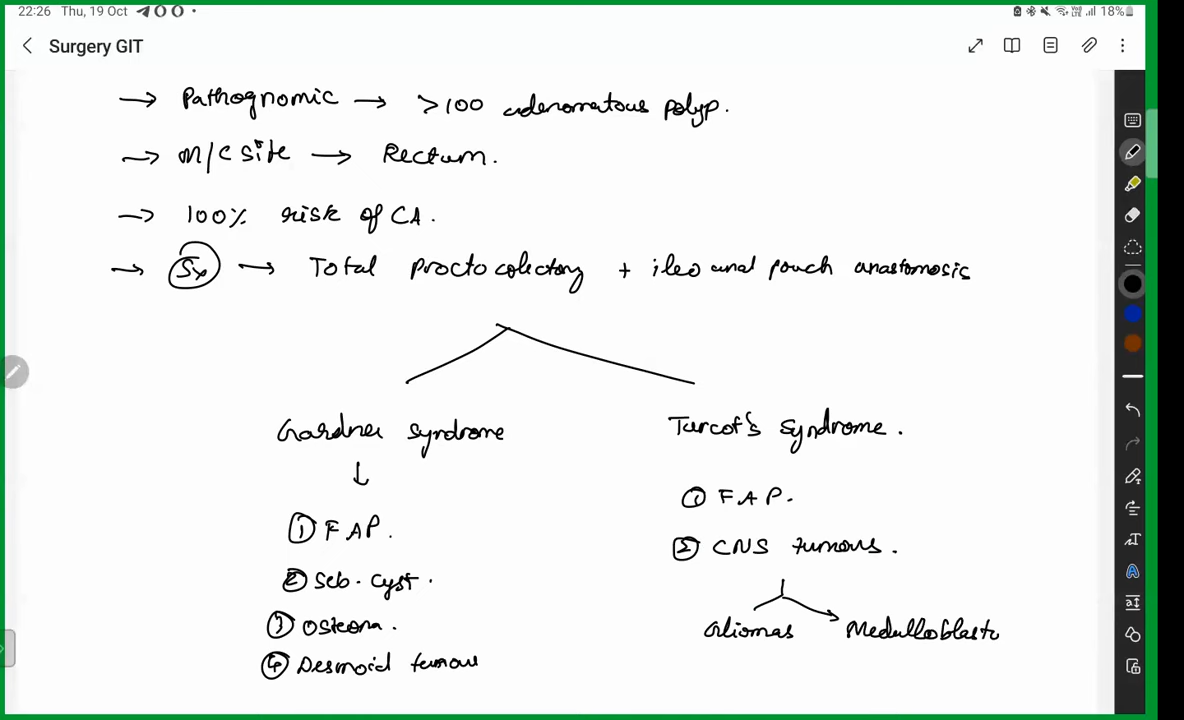 22:26 Thu, 19 Oct
18%
Surgery GIT
→ Pathognomic → >100 adenomatous polyp.
→ M/C site → Rectum.
→ 100% risk of CA.
→ Sx → Total proctocolectomy + ileo anal pouch anastomosis
Gardner syndrome
Turcot's syndrome.
↓
① FAP.
① FAP.
② CNS tumours.
② Seb. cyst.
③ Osteoma.
Gliomas Medulloblasto
④ Desmoid tumour